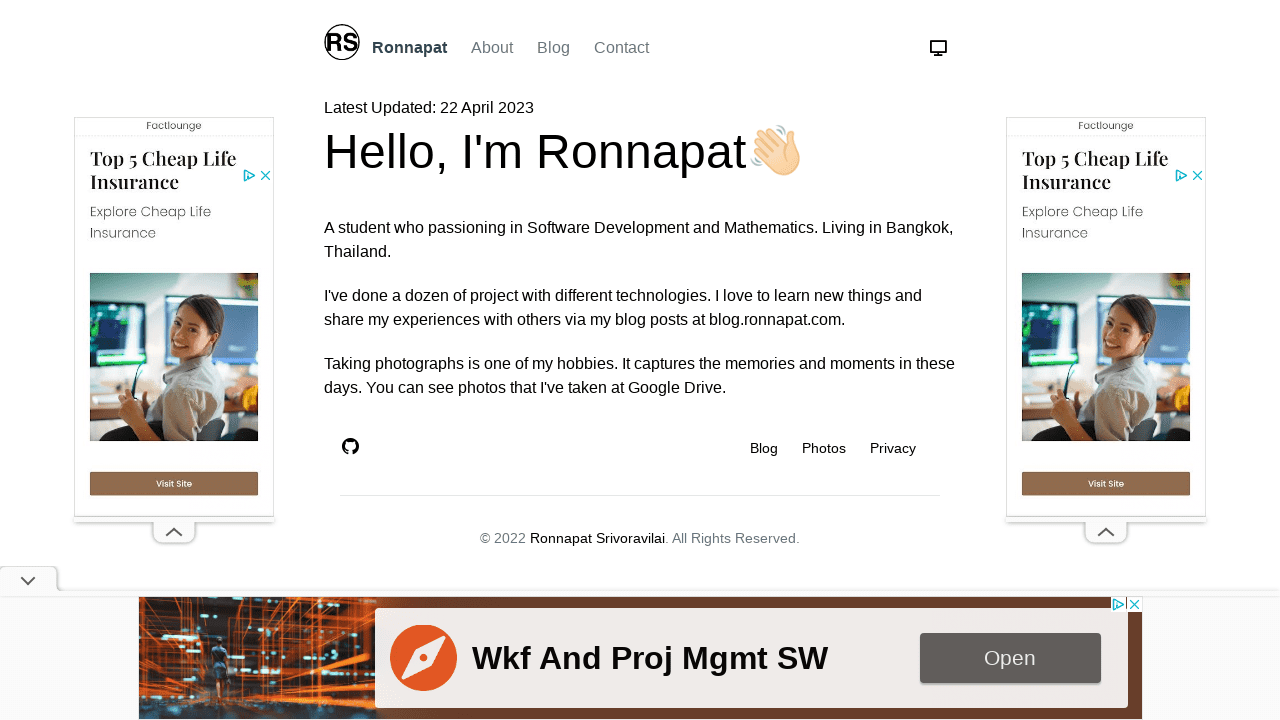 RS
Ronnapat About Blog Contact
Latest Updated: 22 April 2023
Hello, I'm Ronnapat👋🏼
A student who passioning in Software Development and Mathematics. Living in Bangkok,
Thailand.
I've done a dozen of project with different technologies. I love to learn new things and
share my experiences with others via my blog posts at blog.ronnapat.com.
Taking photographs is one of my hobbies. It captures the memories and moments in these
days. You can see photos that I've taken at Google Drive.
Blog Photos Privacy
© 2022 Ronnapat Srivoravilai. All Rights Reserved.
Factlounge
Top 5 Cheap Life
Insurance
Explore Cheap Life
Insurance
Visit Site
Factlounge
Top 5 Cheap Life
Insurance
Explore Cheap Life
Insurance
Visit Site
Wkf And Proj Mgmt SW
Open